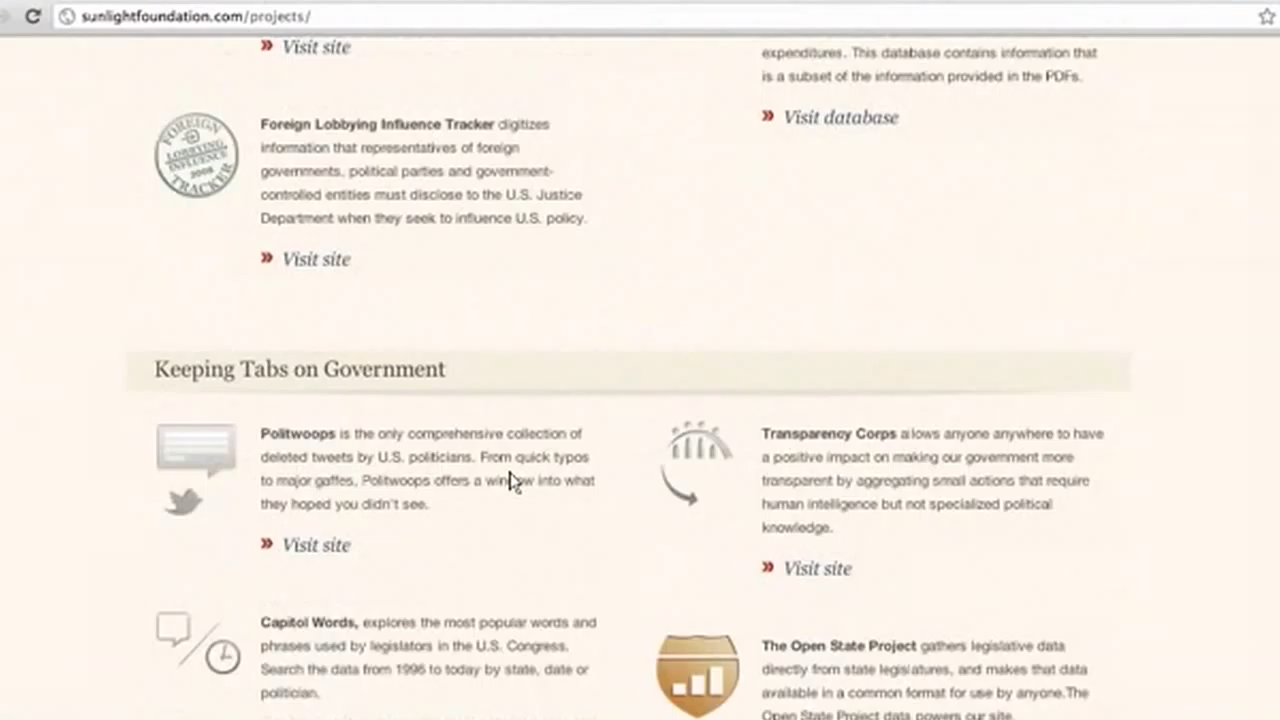 sunlightfoundation.com/projects/
» Visit site
Foreign Lobbying Influence Tracker digitizes
information that representatives of foreign
governments, political parties and government-
controlled entities must disclose to the U.S. Justice
Department when they seek to influence U.S. policy.
» Visit site
expenditures. This database contains information that
is a subset of the information provided in the PDFs.
» Visit database
FOREIGN
LOBBYING
INFLUENCE
2008
TRACKER
Keeping Tabs on Government
Politwoops is the only comprehensive collection of
deleted tweets by U.S. politicians. From quick typos
to major gaffes, Politwoops offers a window into what
they hoped you didn't see.
» Visit site
Transparency Corps allows anyone anywhere to have
a positive impact on making our government more
transparent by aggregating small actions that require
human intelligence but not specialized political
knowledge.
» Visit site
Capitol Words, explores the most popular words and
phrases used by legislators in the U.S. Congress.
Search the data from 1996 to today by state, date or
politician.
The Open State Project gathers legislative data
directly from state legislatures, and makes that data
available in a common format for use by anyone.The
Open State Project data powers our site.